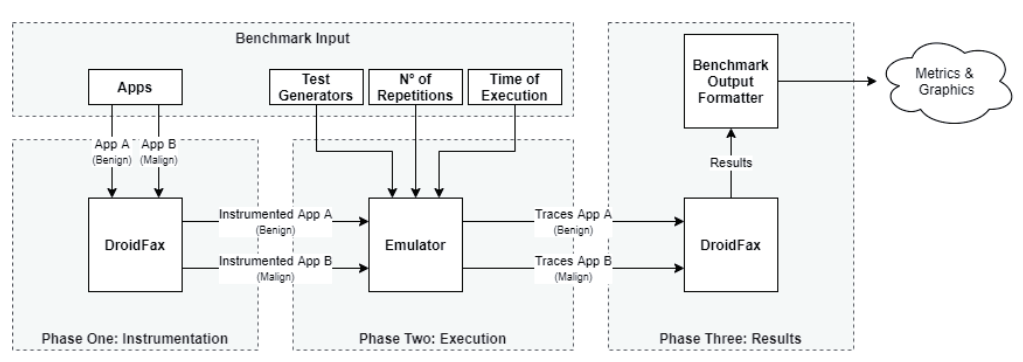 Benchmark Input
Apps
Test
Generators
Nº of
Repetitions
Time of
Execution
App A
(Benign)
App B
(Malign)
DroidFax
Instrumented App A
(Benign)
Instrumented App B
(Malign)
Emulator
Traces App A
(Benign)
Traces App B
(Malign)
DroidFax
Results
Benchmark
Output
Formatter
Metrics &
Graphics
Phase One: Instrumentation
Phase Two: Execution
Phase Three: Results